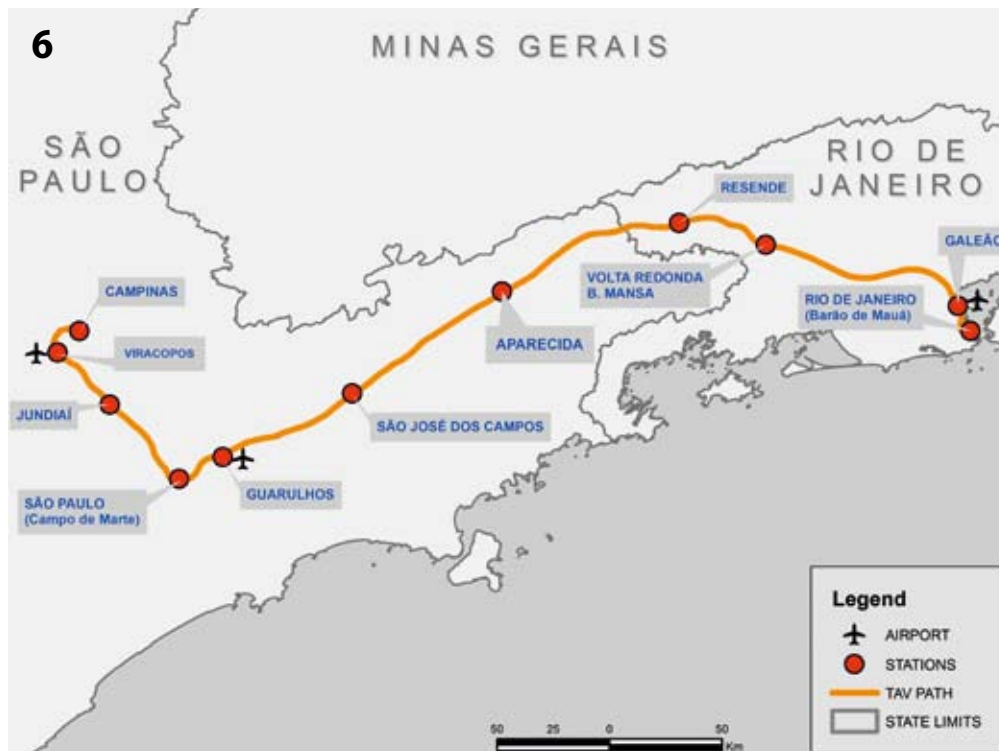 6
MINAS GERAIS
SÃO
PAULO
RIO DE
JANEIRO
RESENDE
GALEÃO
VOLTA REDONDA
B. MANSA
RIO DE JANEIRO
(Barão de Mauá)
CAMPINAS
VIRACOPOS
APARECIDA
JUNDIAÍ
SÃO JOSÉ DOS CAMPOS
GUARULHOS
SÃO PAULO
(Campo de Marte)
Legend
AIRPORT
STATIONS
TAV PATH
STATE LIMITS
50 25 0 50
Km